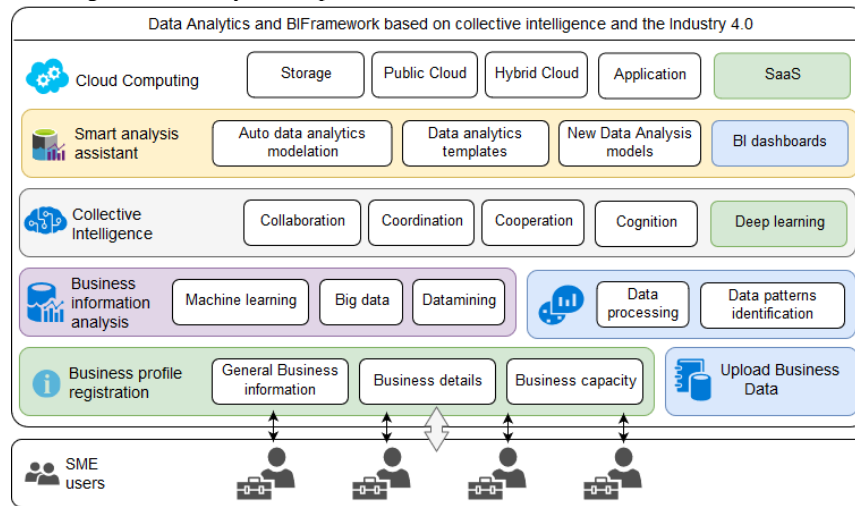 Data Analytics and BIFramework based on collective intelligence and the Industry 4.0
Cloud Computing
Storage
Public Cloud
Hybrid Cloud
Application
SaaS
Smart analysis
assistant
Auto data analytics
modelation
Data analytics
templates
New Data Analysis
models
BI dashboards
Collective
Intelligence
Collaboration
Coordination
Cooperation
Cognition
Deep learning
Business
information
analysis
Machine learning
Big data
Datamining
Data
processing
Data patterns
identification
Business profile
registration
General Business
information
Business details
Business capacity
Upload Business
Data
SME
users